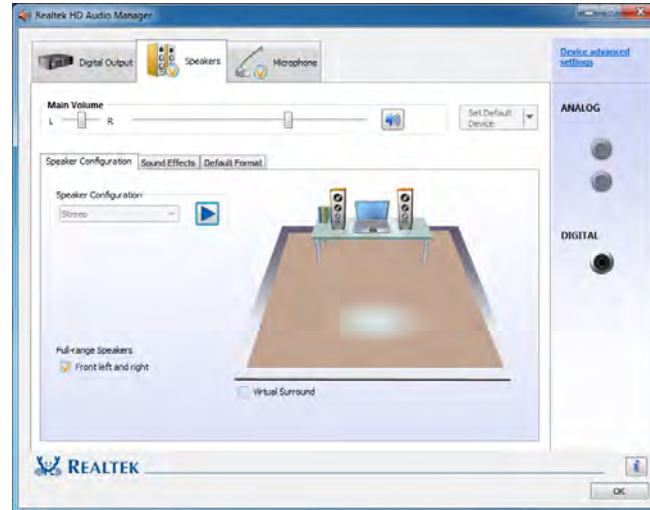 Realtek HD Audio Manager
Digital Output
Speakers
Microphone
Device advanced
settings
Main Volume
L
R
Set Default
Device
ANALOG
Speaker Configuration
Sound Effects
Default Format
Speaker Configuration
Stereo
DIGITAL
Full-range Speakers
Front left and right
Virtual Surround
REALTEK
i
OK